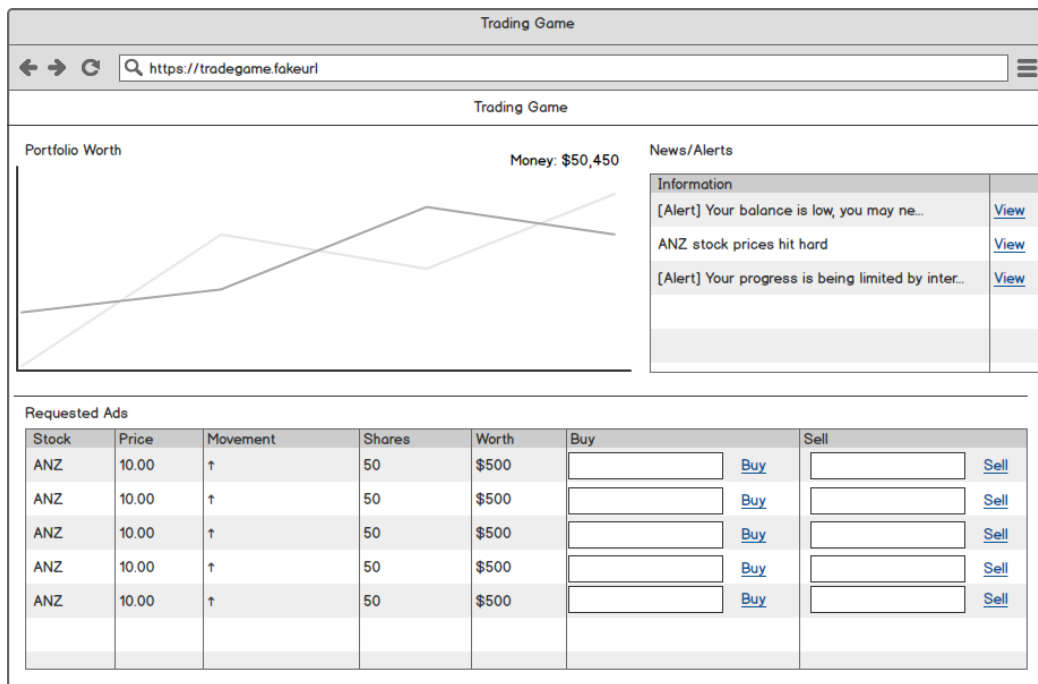 Trading Game
https://tradegame.fakeurl
Trading Game
Portfolio Worth
Money: $50,450
News/Alerts
Information
[Alert] Your balance is low, you may ne... View
ANZ stock prices hit hard View
[Alert] Your progress is being limited by inter... View
Requested Ads
Stock Price Movement Shares Worth Buy Sell
ANZ 10.00 ↑ 50 $500 Buy Sell
ANZ 10.00 ↑ 50 $500 Buy Sell
ANZ 10.00 ↑ 50 $500 Buy Sell
ANZ 10.00 ↑ 50 $500 Buy Sell
ANZ 10.00 ↑ 50 $500 Buy Sell